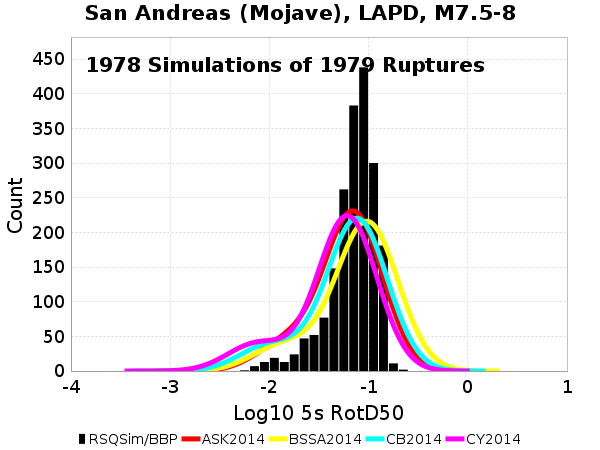 San Andreas (Mojave), LAPD, M7.5-8
1978 Simulations of 1979 Ruptures
Count
450
400
350
300
250
200
150
100
50
0
-4 -3 -2 -1 0 1
Log10 5s RotD50
RSQSim/BBP ASK2014 BSSA2014 CB2014 CY2014